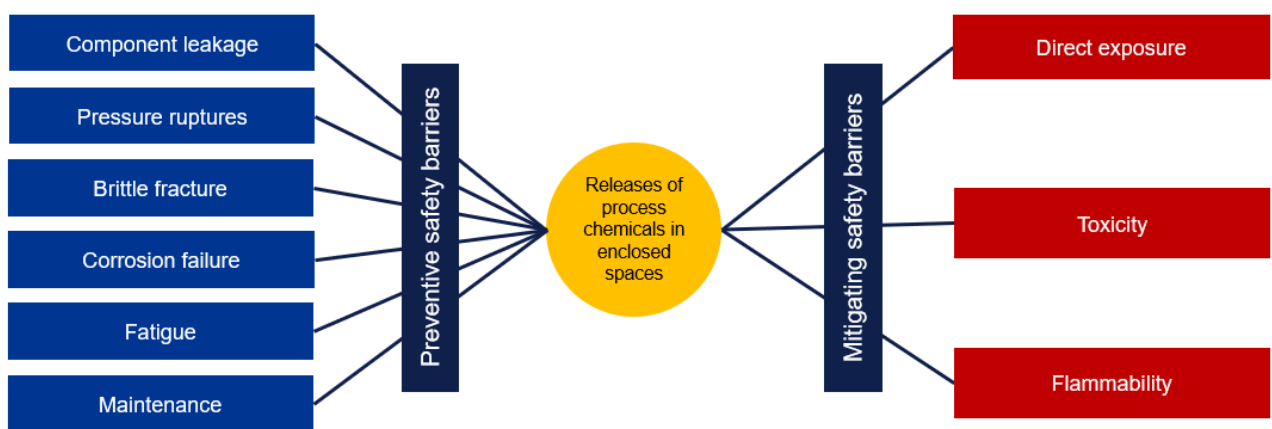 Component leakage
Pressure ruptures
Brittle fracture
Corrosion failure
Fatigue
Maintenance
Preventive safety barriers
Releases of
process
chemicals in
enclosed
spaces
Mitigating safety barriers
Direct exposure
Toxicity
Flammability